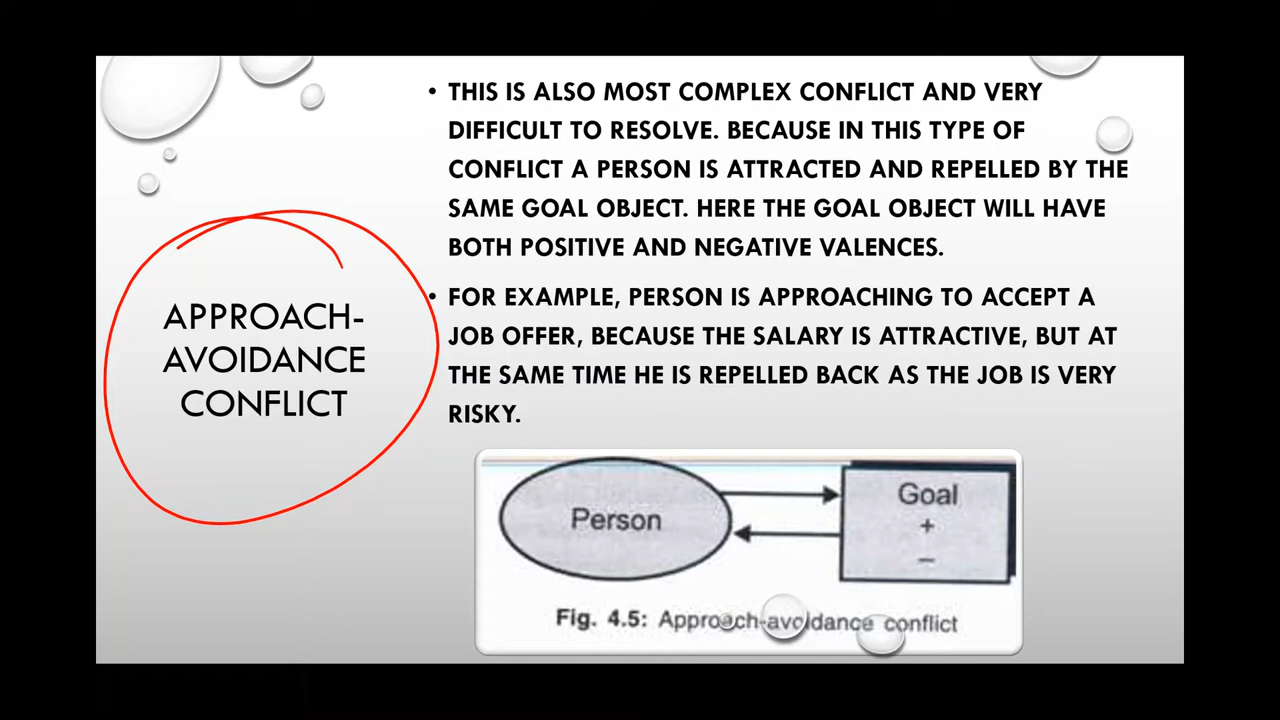 APPROACH-
AVOIDANCE
CONFLICT
• THIS IS ALSO MOST COMPLEX CONFLICT AND VERY
DIFFICULT TO RESOLVE. BECAUSE IN THIS TYPE OF
CONFLICT A PERSON IS ATTRACTED AND REPELLED BY THE
SAME GOAL OBJECT. HERE THE GOAL OBJECT WILL HAVE
BOTH POSITIVE AND NEGATIVE VALENCES.
• FOR EXAMPLE, PERSON IS APPROACHING TO ACCEPT A
JOB OFFER, BECAUSE THE SALARY IS ATTRACTIVE, BUT AT
THE SAME TIME HE IS REPELLED BACK AS THE JOB IS VERY
RISKY.
Person
Goal
+
–
Fig. 4.5: Approach-avoidance conflict